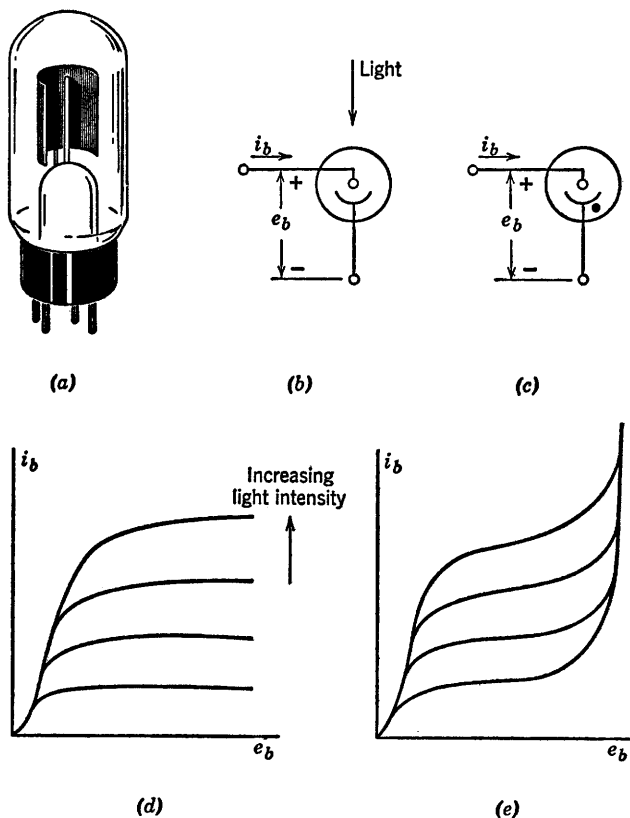 Light
i_b
+
e_b
−
i_b
+
e_b
−
(a)
(b)
(c)
i_b
Increasing
light intensity
e_b
(d)
i_b
e_b
(e)